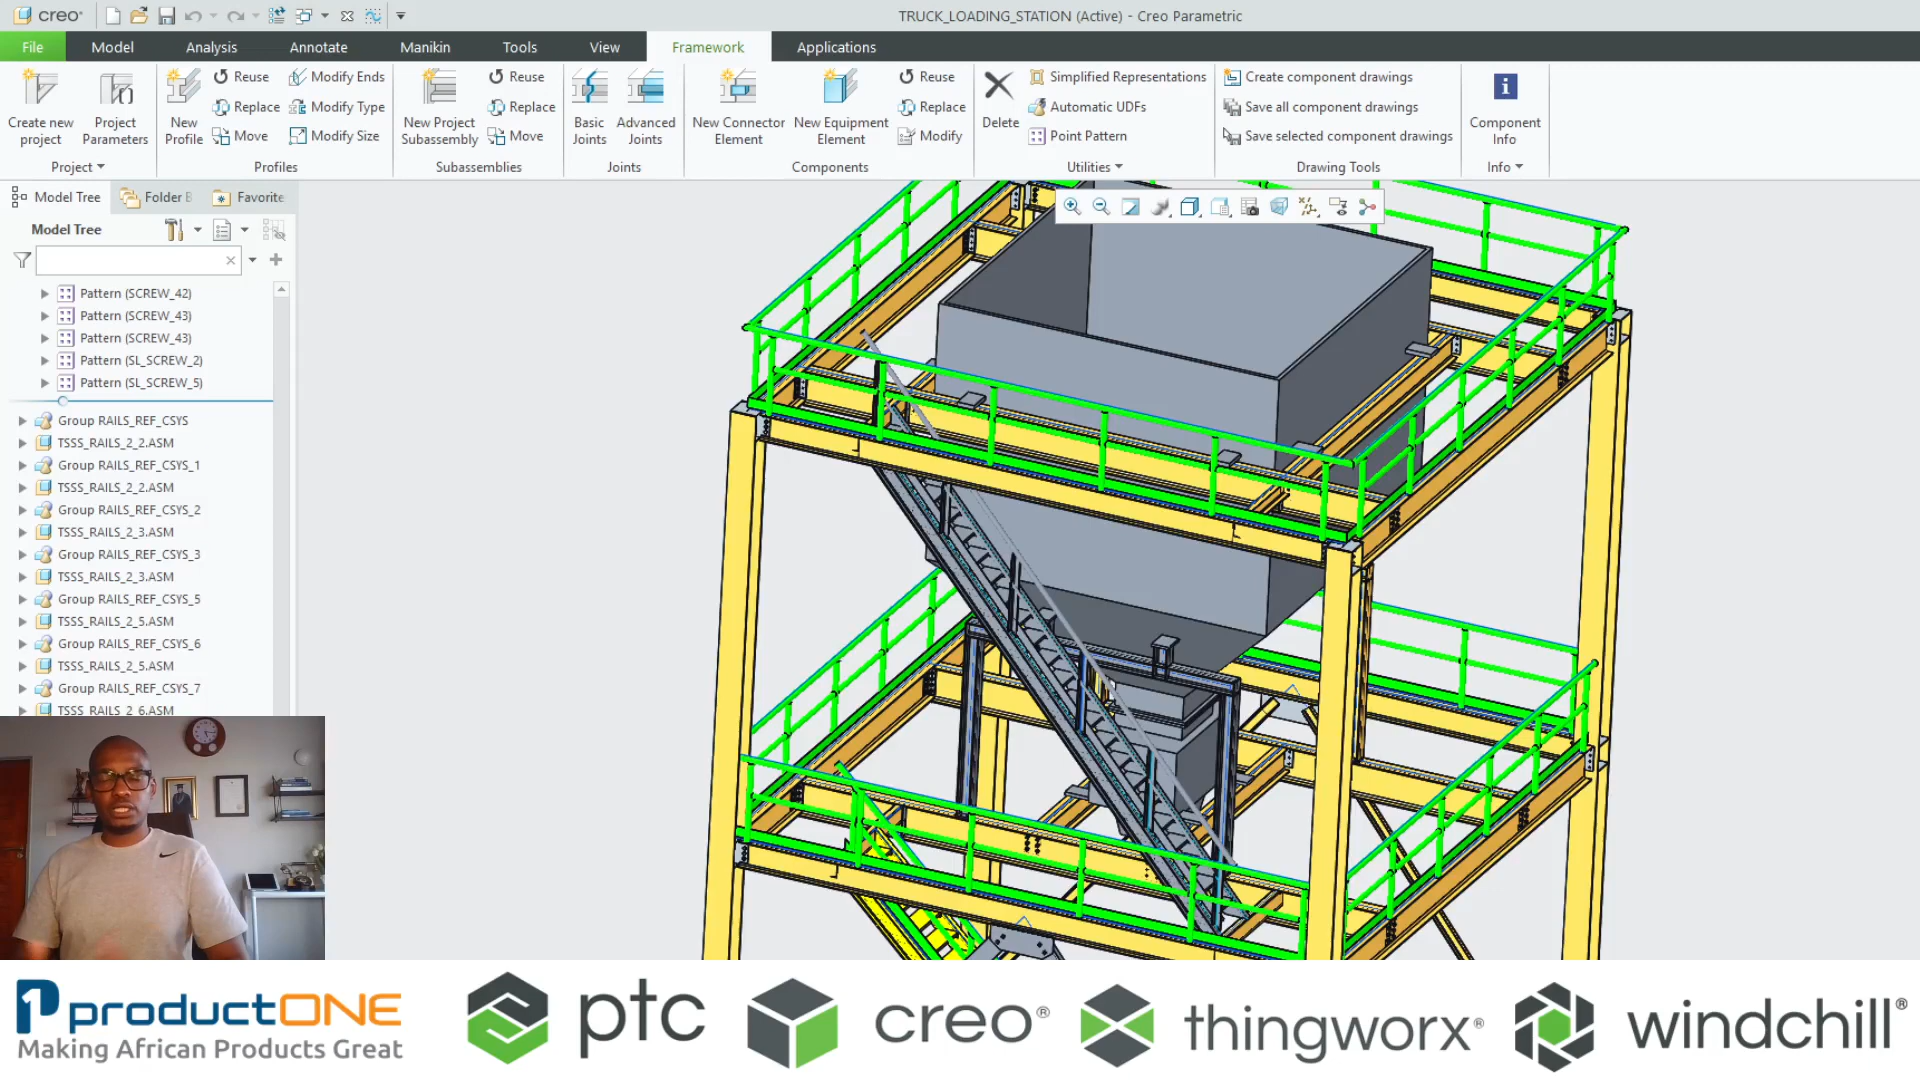 creo®
TRUCK_LOADING_STATION (Active) - Creo Parametric
File Model Analysis Annotate Manikin Tools View Framework Applications
Create new project
Project Parameters
Project
New Profile
Reuse
Replace
Move
Modify Ends
Modify Type
Modify Size
Profiles
New Project Subassembly
Reuse
Replace
Move
Subassemblies
Basic Joints
Advanced Joints
Joints
New Connector Element
New Equipment Element
Reuse
Replace
Modify
Components
Delete
Simplified Representations
Automatic UDFs
Point Pattern
Utilities
Create component drawings
Save all component drawings
Save selected component drawings
Drawing Tools
Component Info
Info
Model Tree Folder B Favorite
Model Tree
Pattern (SCREW_42)
Pattern (SCREW_43)
Pattern (SCREW_43)
Pattern (SL_SCREW_2)
Pattern (SL_SCREW_5)
Group RAILS_REF_CSYS
TSSS_RAILS_2_2.ASM
Group RAILS_REF_CSYS_1
TSSS_RAILS_2_2.ASM
Group RAILS_REF_CSYS_2
TSSS_RAILS_2_3.ASM
Group RAILS_REF_CSYS_3
TSSS_RAILS_2_3.ASM
Group RAILS_REF_CSYS_5
TSSS_RAILS_2_5.ASM
Group RAILS_REF_CSYS_6
TSSS_RAILS_2_5.ASM
Group RAILS_REF_CSYS_7
TSSS_RAILS_2_6.ASM
productONE
Making African Products Great
ptc
creo®
thingworx®
windchill®